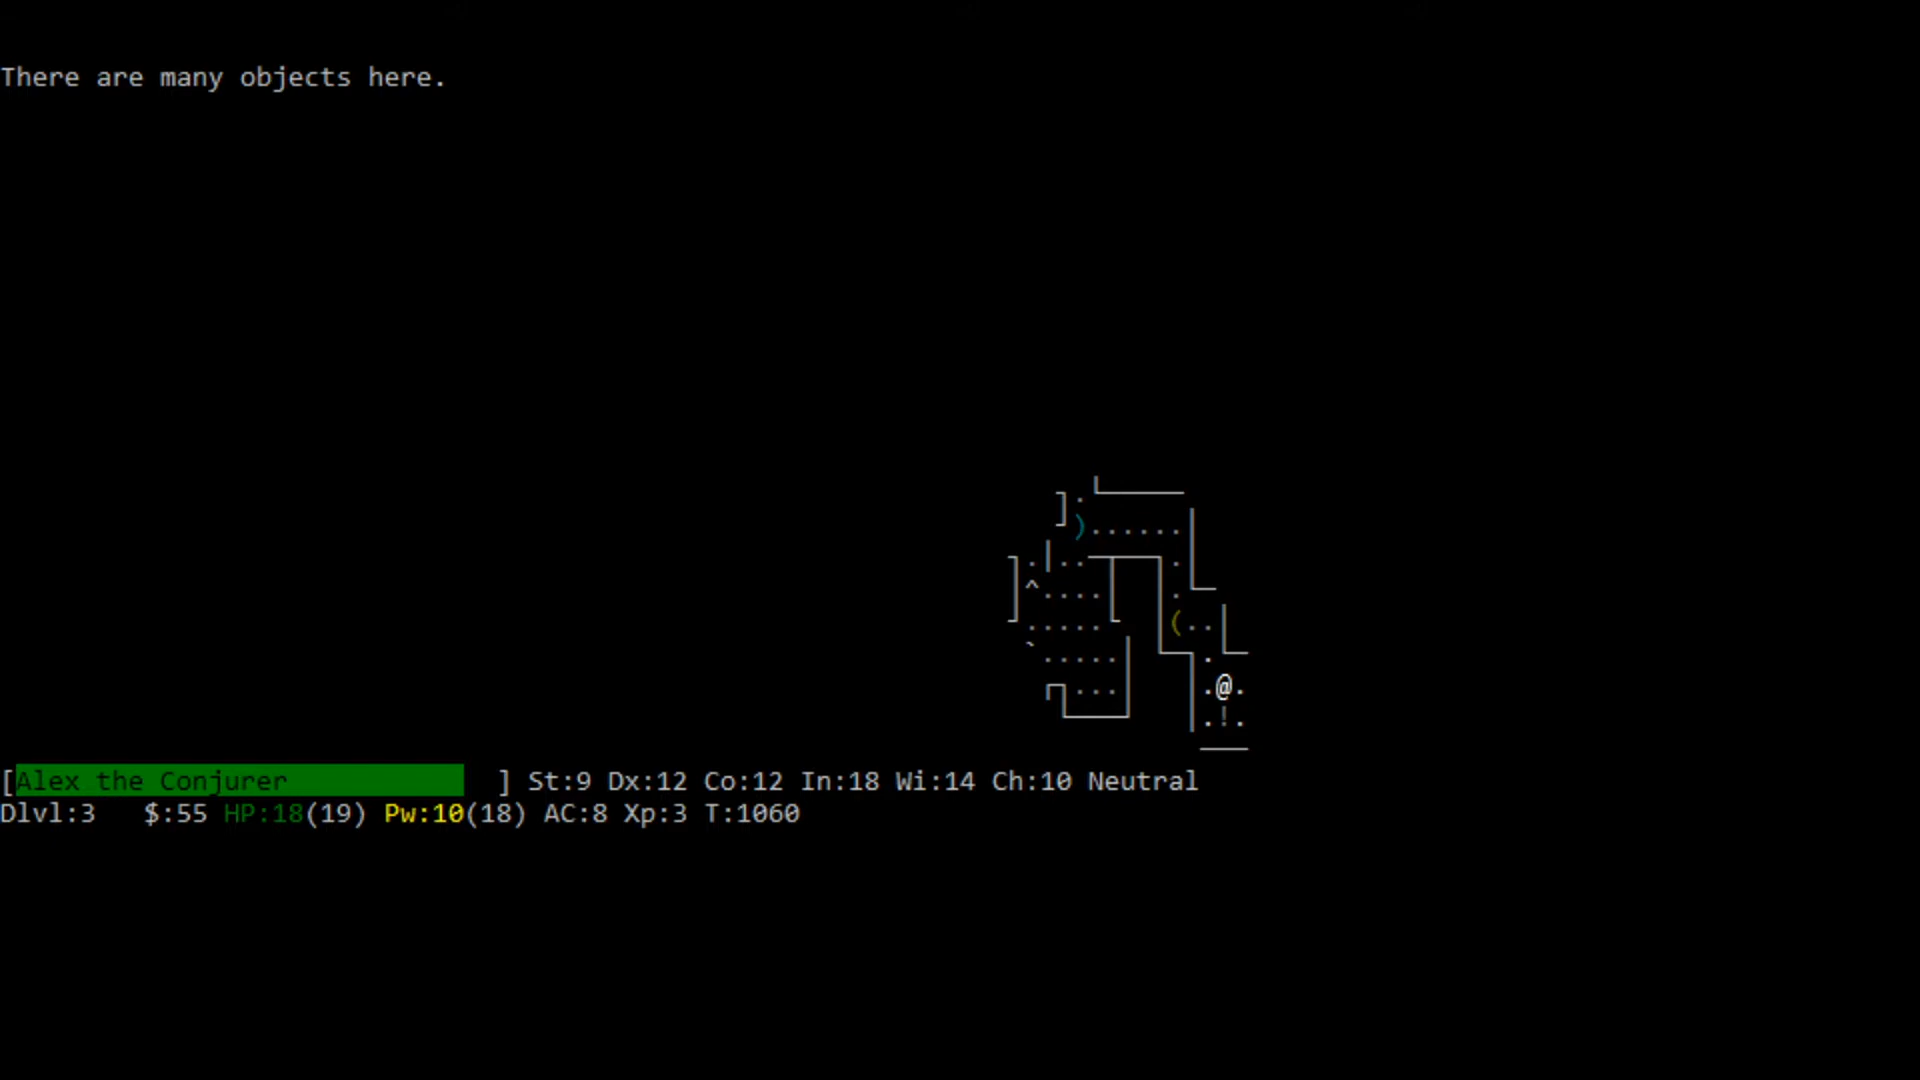 There are many objects here.
].
)......
].|.. .
^.... .
..... (..
` ..... .
... .@.
.!.
[Alex the Conjurer ] St:9 Dx:12 Co:12 In:18 Wi:14 Ch:10 Neutral
Dlvl:3 $:55 HP:18(19) Pw:10(18) AC:8 Xp:3 T:1060